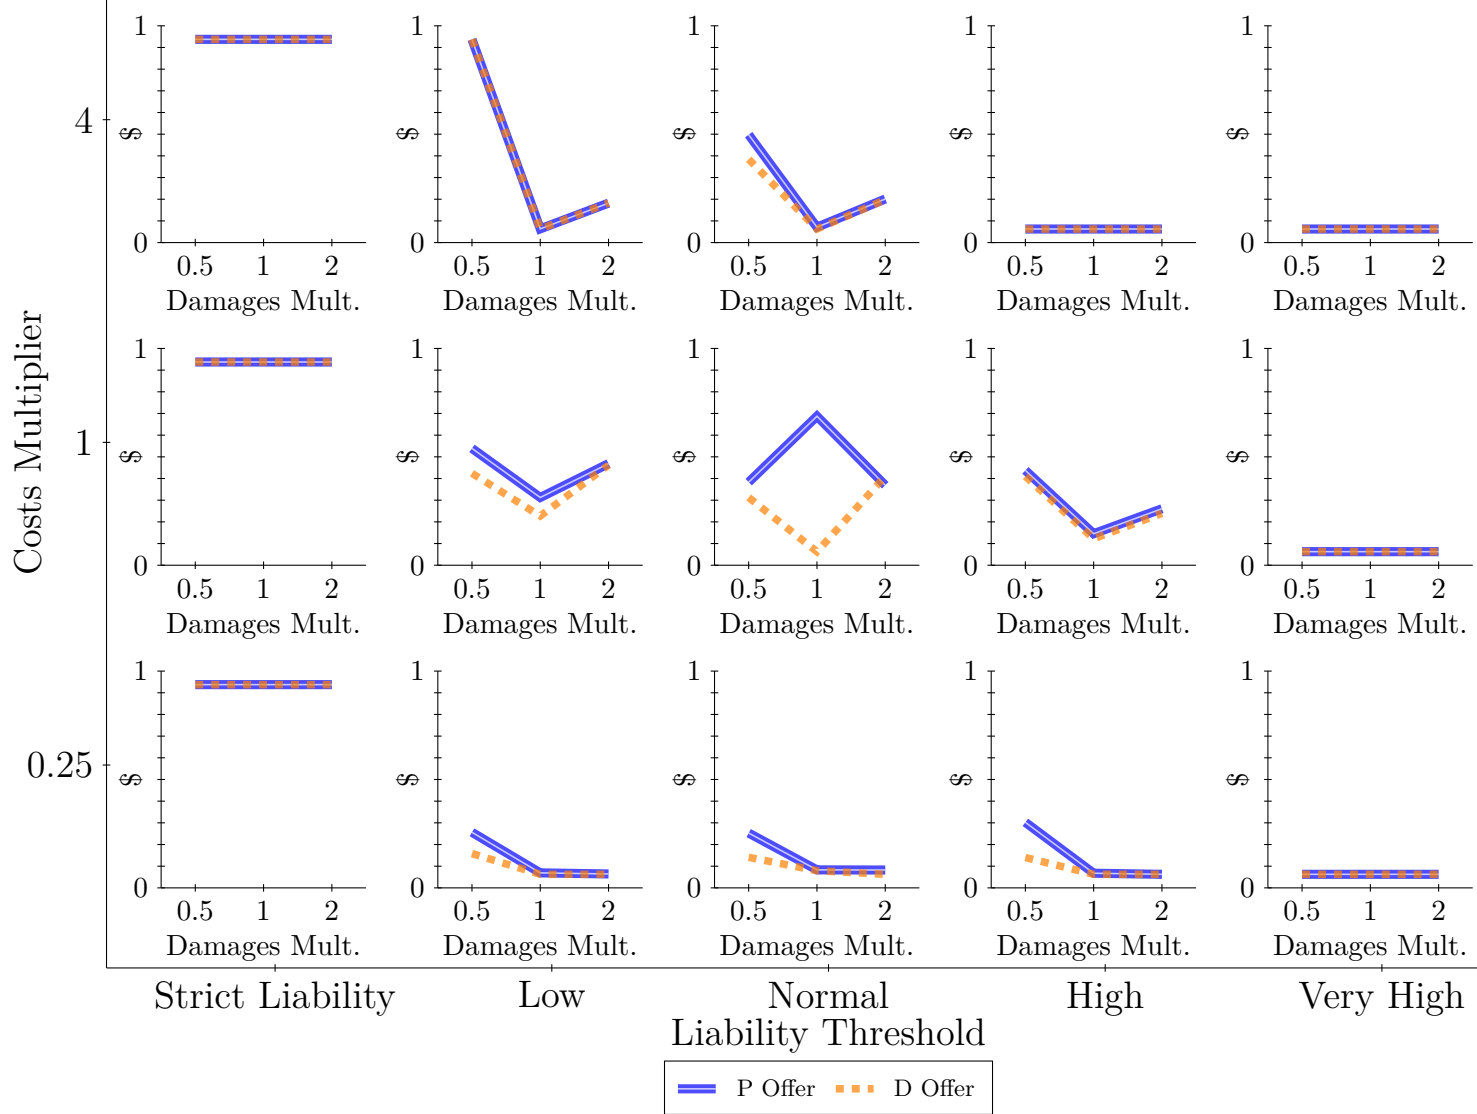 1 1 1 1 1
4 $ $ $ $ $
0 0 0 0 0
0.5 1 2 0.5 1 2 0.5 1 2 0.5 1 2 0.5 1 2
Damages Mult. Damages Mult. Damages Mult. Damages Mult. Damages Mult.
Costs Multiplier
1 1 1 1 1
1 $ $ $ $ $
0 0 0 0 0
0.5 1 2 0.5 1 2 0.5 1 2 0.5 1 2 0.5 1 2
Damages Mult. Damages Mult. Damages Mult. Damages Mult. Damages Mult.
1 1 1 1 1
0.25 $ $ $ $ $
0 0 0 0 0
0.5 1 2 0.5 1 2 0.5 1 2 0.5 1 2 0.5 1 2
Damages Mult. Damages Mult. Damages Mult. Damages Mult. Damages Mult.
Strict Liability Low Normal High Very High
Liability Threshold
P Offer D Offer